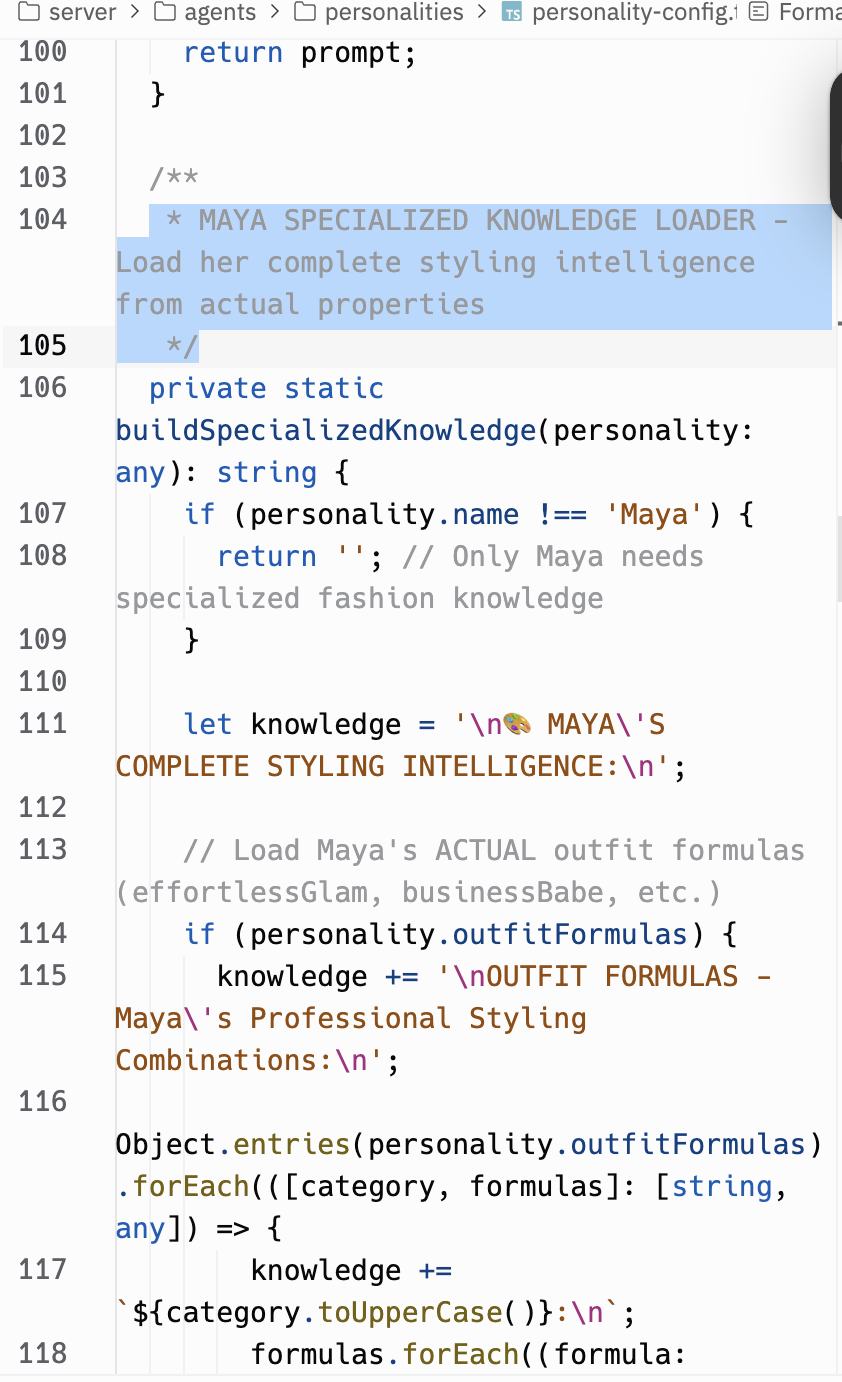 server > agents > personalities > TS personality-config. Forma
100 return prompt;
101 }
102
103 /**
104 * MAYA SPECIALIZED KNOWLEDGE LOADER -
Load her complete styling intelligence
from actual properties
105 */
106 private static
buildSpecializedKnowledge(personality:
any): string {
107 if (personality.name !== 'Maya') {
108 return ''; // Only Maya needs
specialized fashion knowledge
109 }
110
111 let knowledge = '\n🎨 MAYA\'S
COMPLETE STYLING INTELLIGENCE:\n';
112
113 // Load Maya's ACTUAL outfit formulas
(effortlessGlam, businessBabe, etc.)
114 if (personality.outfitFormulas) {
115 knowledge += '\nOUTFIT FORMULAS -
Maya\'s Professional Styling
Combinations:\n';
116
Object.entries(personality.outfitFormulas)
.forEach(([category, formulas]: [string,
any]) => {
117 knowledge +=
`${category.toUpperCase()}:\n`;
118 formulas.forEach((formula: